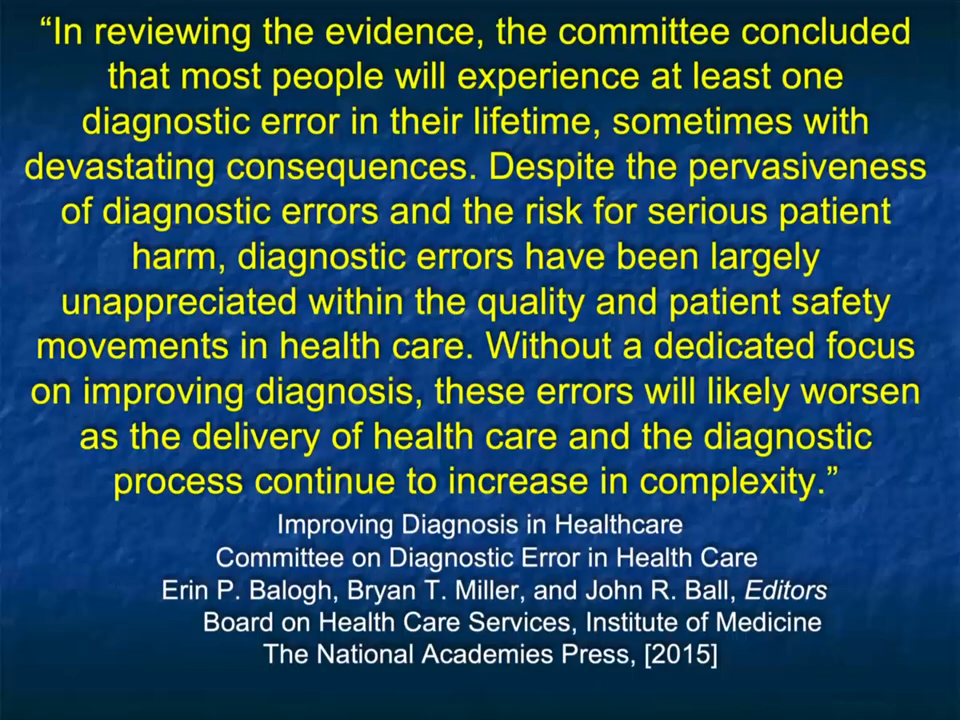 “In reviewing the evidence, the committee concluded
that most people will experience at least one
diagnostic error in their lifetime, sometimes with
devastating consequences. Despite the pervasiveness
of diagnostic errors and the risk for serious patient
harm, diagnostic errors have been largely
unappreciated within the quality and patient safety
movements in health care. Without a dedicated focus
on improving diagnosis, these errors will likely worsen
as the delivery of health care and the diagnostic
process continue to increase in complexity.”
Improving Diagnosis in Healthcare
Committee on Diagnostic Error in Health Care
Erin P. Balogh, Bryan T. Miller, and John R. Ball, Editors
Board on Health Care Services, Institute of Medicine
The National Academies Press, [2015]